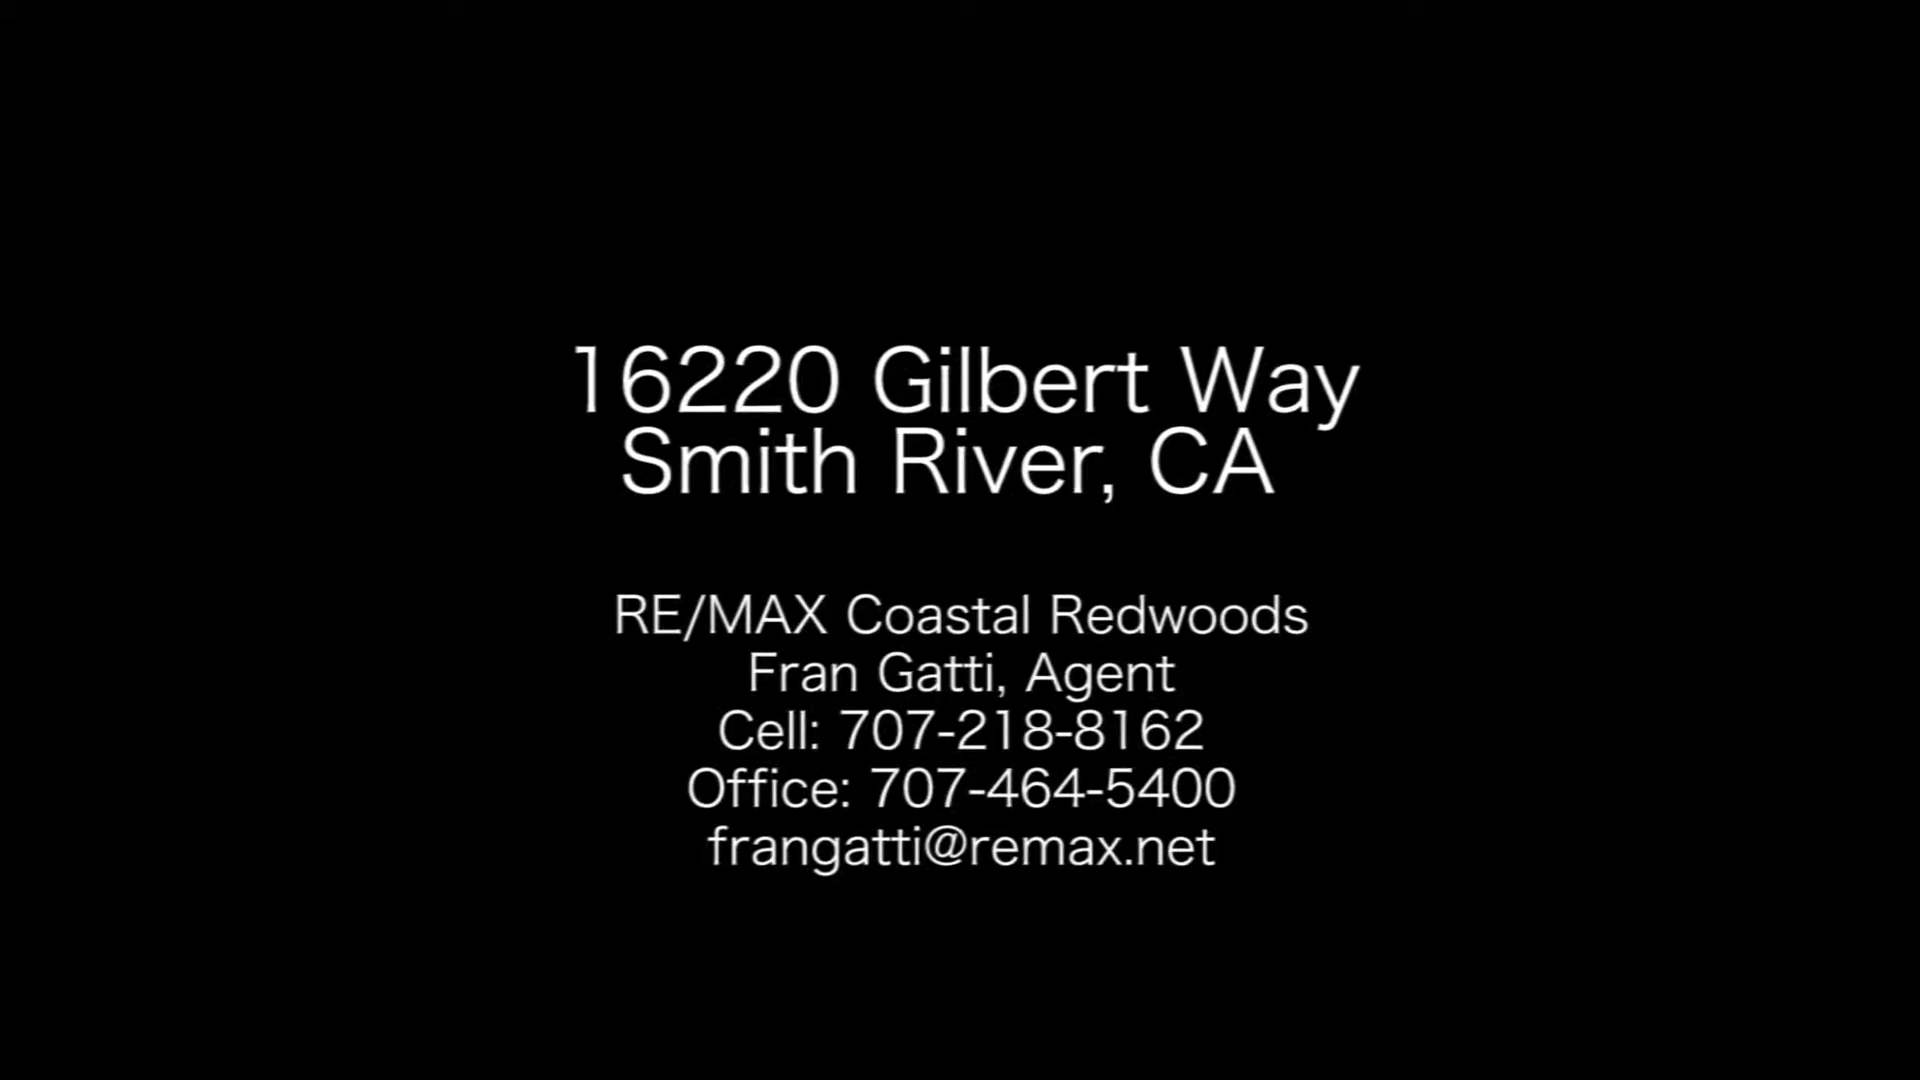 16220 Gilbert Way
Smith River, CA
RE/MAX Coastal Redwoods
Fran Gatti, Agent
Cell: 707-218-8162
Office: 707-464-5400
frangatti@remax.net